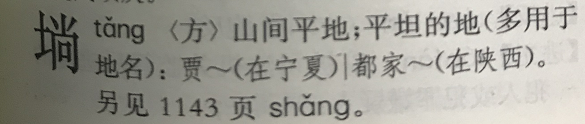 埫 tǎng 〈方〉山间平地；平坦的地(多用于
地名)：贾～(在宁夏)|都家～(在陕西)。
另见 1143 页 shǎng。